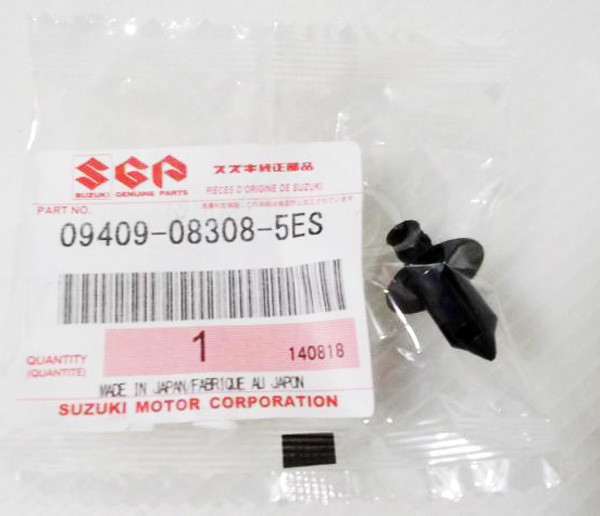 SGP
SUZUKI GENUINE PARTS
スズキ純正部品
PIÈCES D'ORIGINE DE SUZUKI
PART NO.
09409-08308-5ES
QUANTITY
(QUANTITÉ)
1
140818
MADE IN JAPAN/FABRIQUE AU JAPON
SUZUKI MOTOR CORPORATION